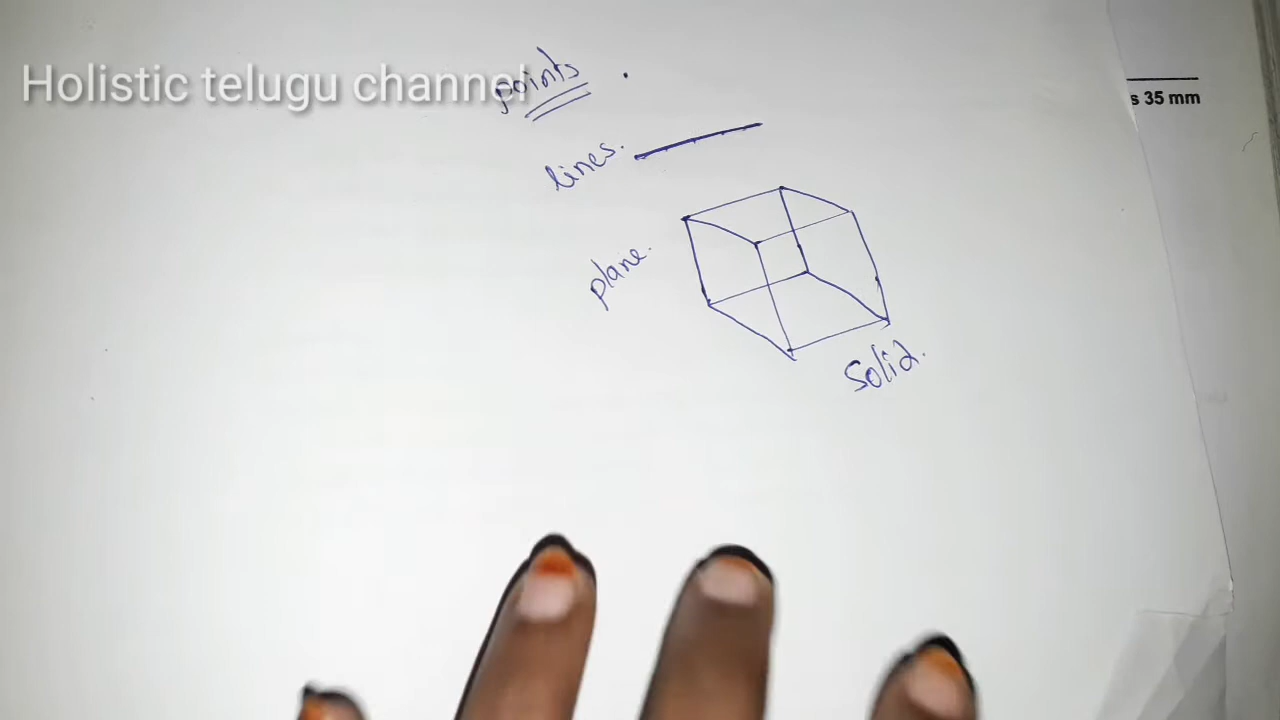 Holistic telugu channel
points .
s 35 mm
lines.
plane.
Solid.